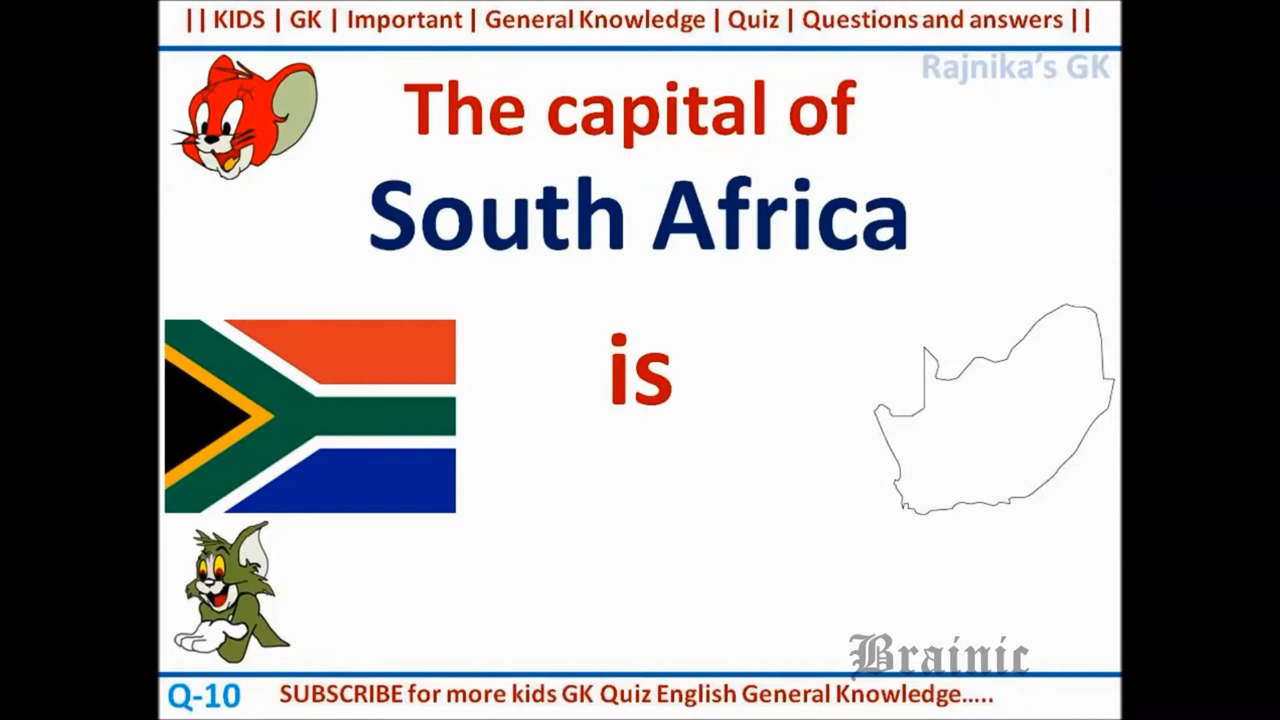 || KIDS | GK | Important | General Knowledge | Quiz | Questions and answers ||
Rajnika's GK
The capital of
South Africa
is
Brainic
Q-10 SUBSCRIBE for more kids GK Quiz English General Knowledge.....